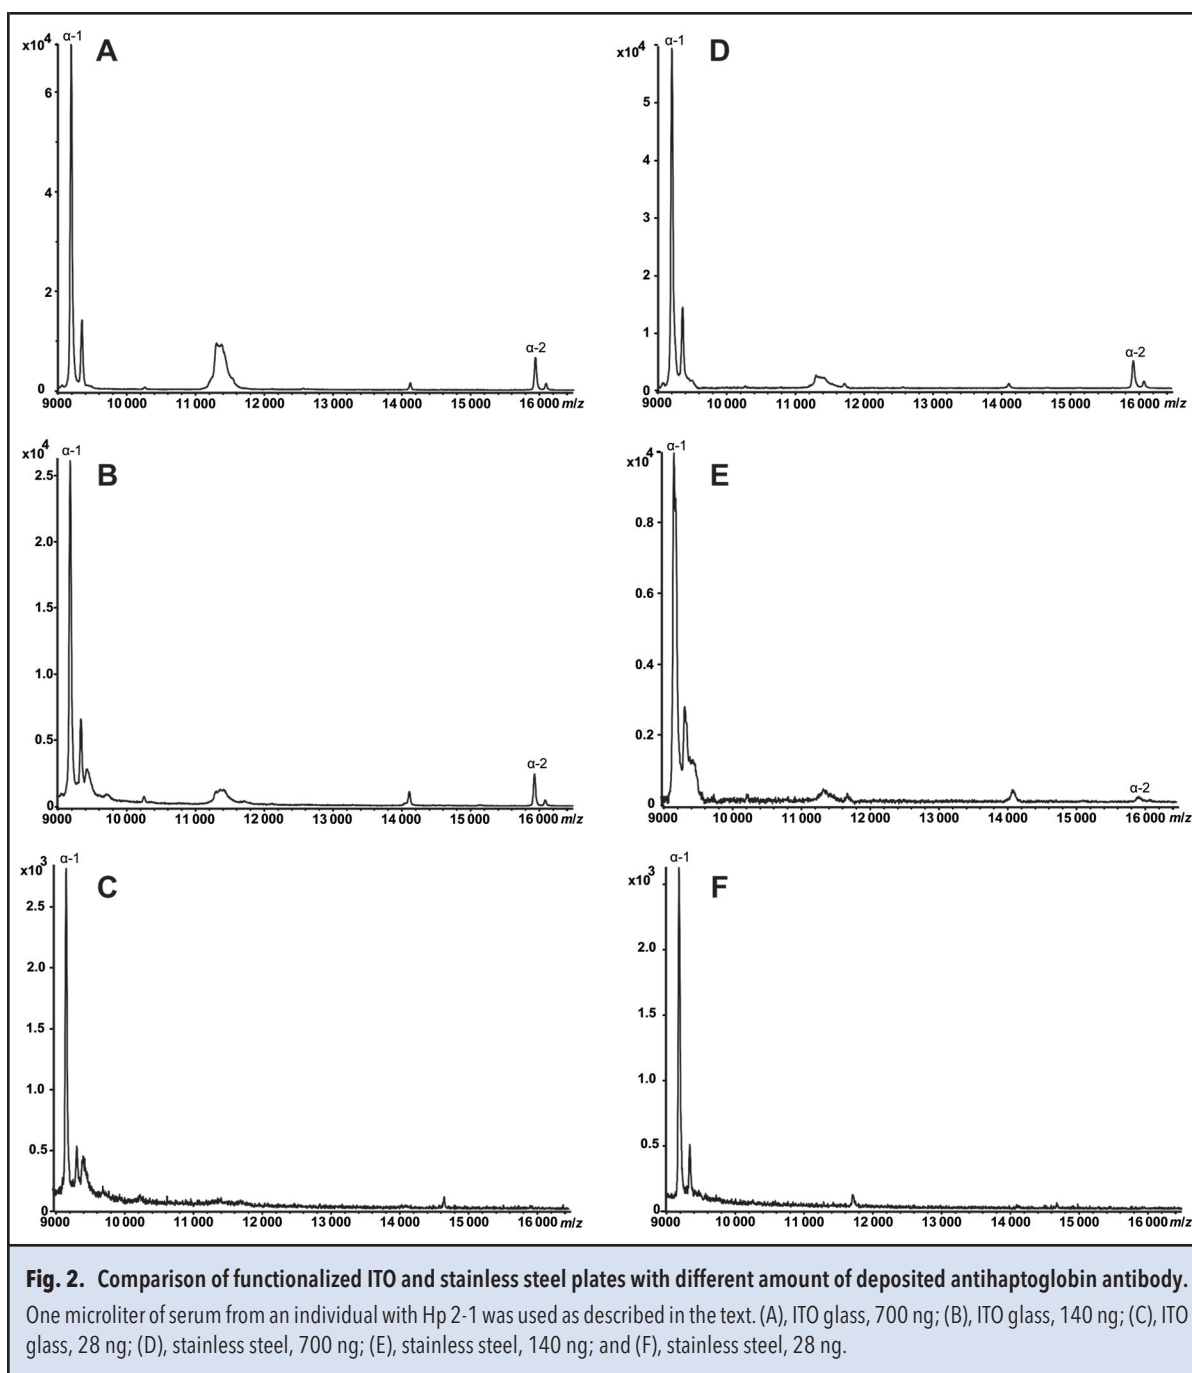 x10⁴
α-1
A
6
4
2
0
α-2
9000 10 000 11 000 12 000 13 000 14 000 15 000 16 000 m/z
x10⁴
α-1
D
5
4
3
2
1
0
α-2
9000 10 000 11 000 12 000 13 000 14 000 15 000 16 000 m/z
x10⁴
α-1
B
2.5
2.0
1.5
1.0
0.5
0
α-2
9000 10 000 11 000 12 000 13 000 14 000 15 000 16 000 m/z
x10⁴
α-1
E
0.8
0.6
0.4
0.2
0
α-2
9000 10 000 11 000 12 000 13 000 14 000 15 000 16 000 m/z
x10³
α-1
C
2.5
2.0
1.5
1.0
0.5
0
9000 10 000 11 000 12 000 13 000 14 000 15 000 16 000 m/z
x10³
α-1
F
2.0
1.5
1.0
0.5
0
9000 10 000 11 000 12 000 13 000 14 000 15 000 16 000 m/z
Fig. 2. Comparison of functionalized ITO and stainless steel plates with different amount of deposited antihaptoglobin antibody.
One microliter of serum from an individual with Hp 2-1 was used as described in the text. (A), ITO glass, 700 ng; (B), ITO glass, 140 ng; (C), ITO
glass, 28 ng; (D), stainless steel, 700 ng; (E), stainless steel, 140 ng; and (F), stainless steel, 28 ng.